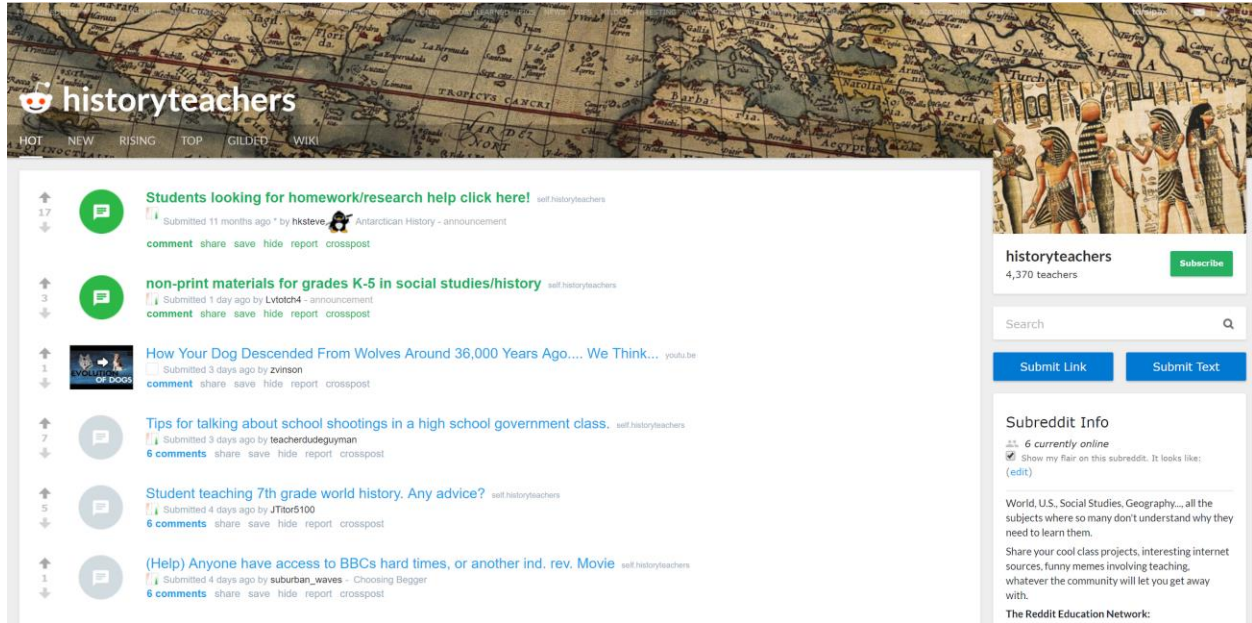 historyteachers
HOT NEW RISING TOP GILDED WIKI
17
Students looking for homework/research help click here! self.historyteachers
Submitted 11 months ago * by hksteve Antarctican History - announcement
comment share save hide report crosspost
3
non-print materials for grades K-5 in social studies/history self.historyteachers
Submitted 1 day ago by Lvtotch4 - announcement
comment share save hide report crosspost
1
EVOLUTION
OF DOGS
How Your Dog Descended From Wolves Around 36,000 Years Ago.... We Think... youtu.be
Submitted 3 days ago by zvinson
comment share save hide report crosspost
7
Tips for talking about school shootings in a high school government class. self.historyteachers
Submitted 3 days ago by teacherdudeguyman
6 comments share save hide report crosspost
5
Student teaching 7th grade world history. Any advice? self.historyteachers
Submitted 4 days ago by JTitor5100
6 comments share save hide report crosspost
1
(Help) Anyone have access to BBCs hard times, or another ind. rev. Movie self.historyteachers
Submitted 4 days ago by suburban_waves - Choosing Begger
6 comments share save hide report crosspost
historyteachers
4,370 teachers
Subscribe
Search
Submit Link Submit Text
Subreddit Info
6 currently online
Show my flair on this subreddit. It looks like:
(edit)
World, U.S., Social Studies, Geography..., all the
subjects where so many don't understand why they
need to learn them.
Share your cool class projects, interesting internet
sources, funny memes involving teaching,
whatever the community will let you get away
with.
The Reddit Education Network: